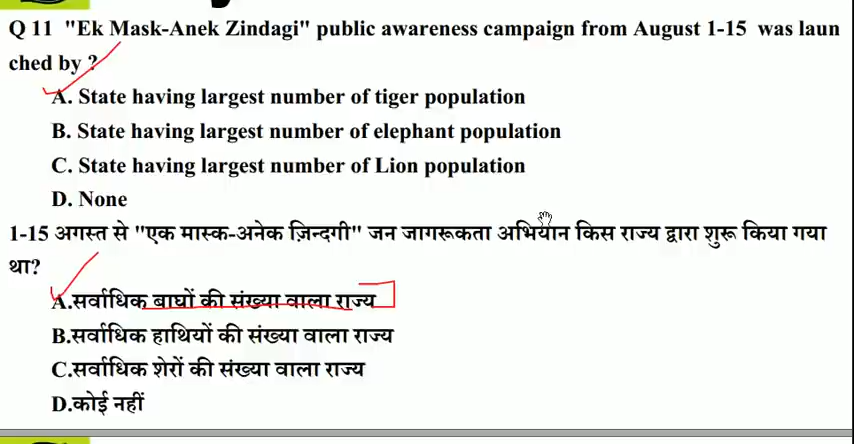 Q 11 "Ek Mask-Anek Zindagi" public awareness campaign from August 1-15 was laun
ched by ?
A. State having largest number of tiger population
B. State having largest number of elephant population
C. State having largest number of Lion population
D. None
1-15 अगस्त से "एक मास्क-अनेक ज़िन्दगी" जन जागरूकता अभियान किस राज्य द्वारा शुरू किया गया
था?
A.सर्वाधिक बाघों की संख्या वाला राज्य
B.सर्वाधिक हाथियों की संख्या वाला राज्य
C.सर्वाधिक शेरों की संख्या वाला राज्य
D.कोई नहीं